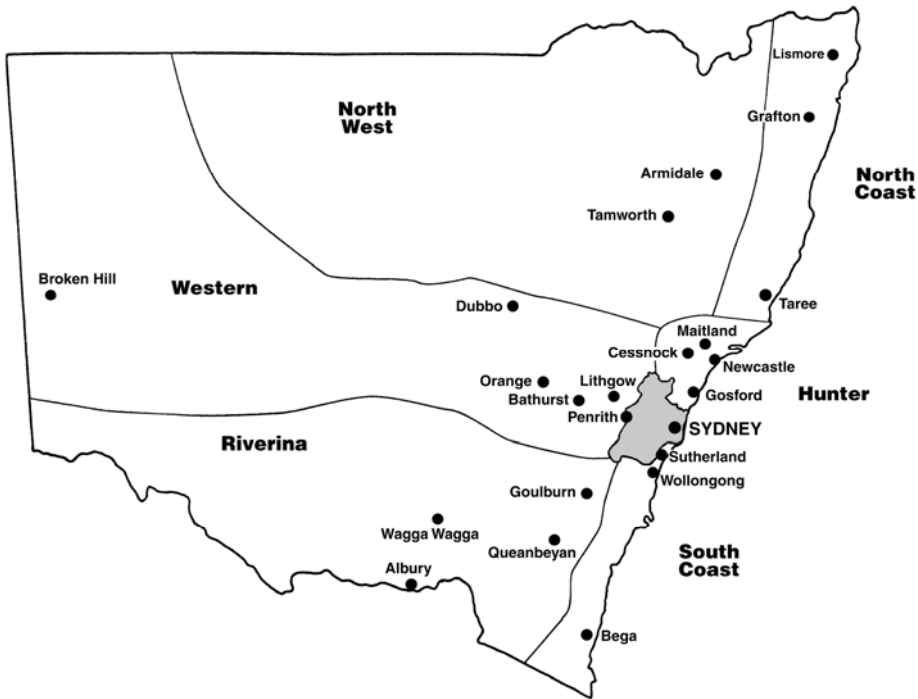 Lismore
North
West
Grafton
Armidale
North
Coast
Tamworth
Broken Hill
Western
Dubbo
Taree
Maitland
Cessnock
Newcastle
Orange
Lithgow
Gosford
Hunter
Bathurst
Penrith
SYDNEY
Riverina
Sutherland
Wollongong
Goulburn
Wagga Wagga
Queanbeyan
South
Coast
Albury
Bega